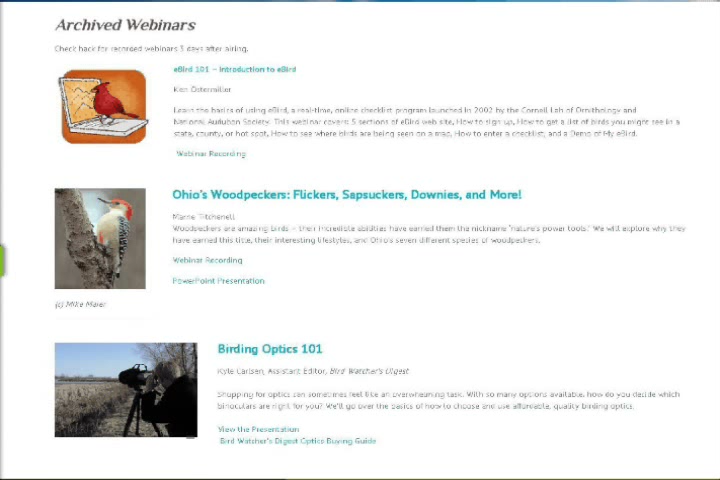 Archived Webinars
Check back for recorded webinars 3 days after airing.
eBird 101 – Introduction to eBird
Ken Ostermiller
Learn the basics of using eBird, a real-time, online checklist program launched in 2002 by the Cornell Lab of Ornithology and
National Audubon Society. This webinar covers: 5 sections of eBird web site, How to sign up, How to get a list of birds you might see in a
state, county, or hot spot, How to see where birds are being seen on a map, How to enter a checklist, and a Demo of My eBird.
Webinar Recording
Ohio's Woodpeckers: Flickers, Sapsuckers, Downies, and More!
Marne Titchenell
Woodpeckers are amazing birds – their incredible abilities have earned them the nickname "nature's power tools." We will explore why they
have earned this title, their interesting lifestyles, and Ohio's seven different species of woodpeckers.
Webinar Recording
PowerPoint Presentation
(c) Mike Maier
Birding Optics 101
Kyle Carlsen, Assistant Editor, Bird Watcher's Digest
Shopping for optics can sometimes feel like an overwhelming task. With so many options available, how do you decide which
binoculars are right for you? We'll go over the basics of how to choose and use affordable, quality birding optics.
View the Presentation
Bird Watcher's Digest Optics Buying Guide